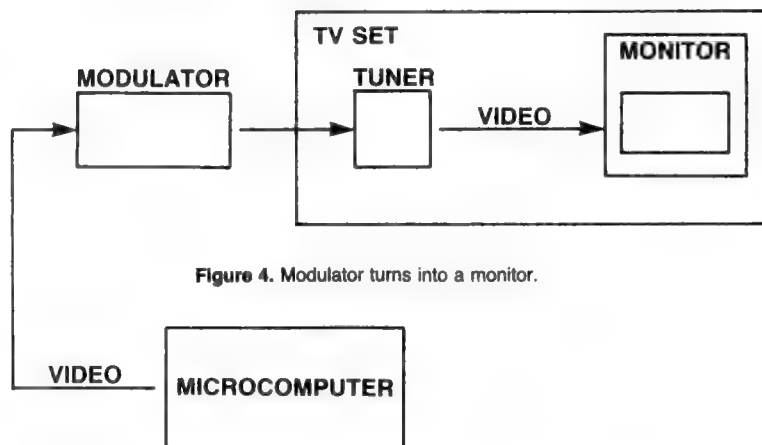 TV SET
MODULATOR
TUNER
MONITOR
VIDEO
Figure 4. Modulator turns into a monitor.
VIDEO
MICROCOMPUTER